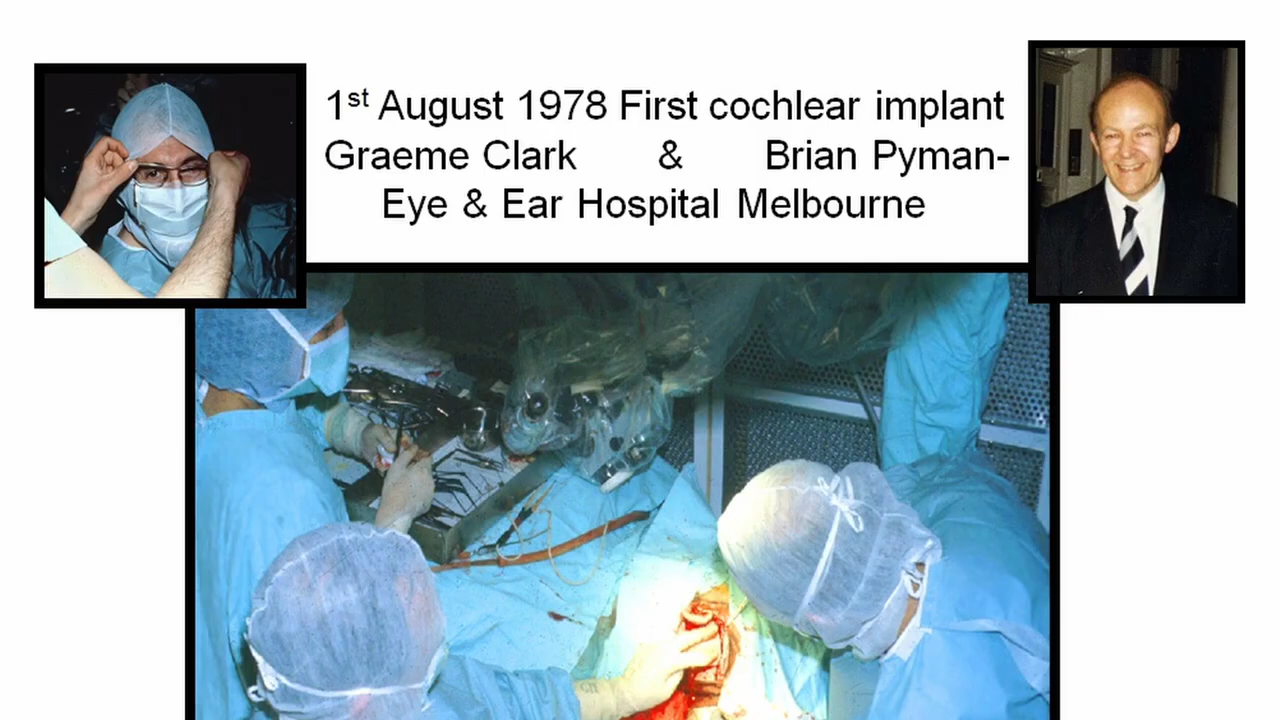 1st August 1978 First cochlear implant
Graeme Clark & Brian Pyman-
Eye & Ear Hospital Melbourne